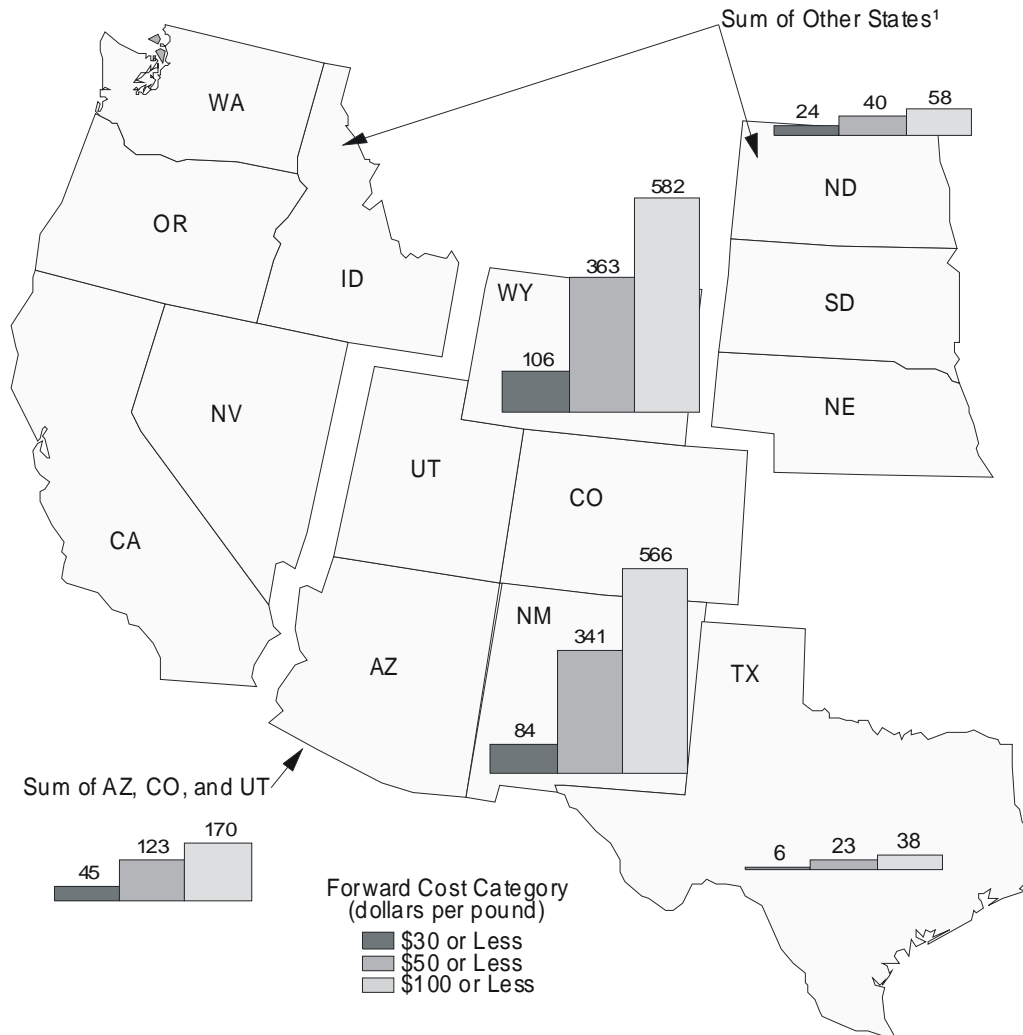 Sum of Other States¹
24 40 58
WA
ND
582
OR
363
ID
WY
SD
106
NV
NE
UT
CO
CA
566
NM
341
AZ
TX
84
Sum of AZ, CO, and UT
170
123
45
6 23 38
Forward Cost Category
(dollars per pound)
$30 or Less
$50 or Less
$100 or Less